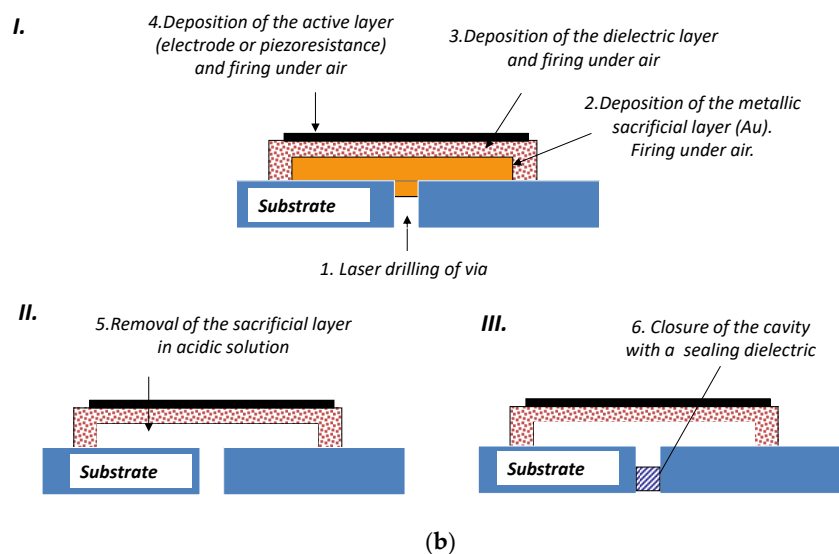 I.
4.Deposition of the active layer
(electrode or piezoresistance)
and firing under air
3.Deposition of the dielectric layer
and firing under air
2.Deposition of the metallic
sacrificial layer (Au).
Firing under air.
Substrate
1. Laser drilling of via
II.
5.Removal of the sacrificial layer
in acidic solution
Substrate
III.
6. Closure of the cavity
with a sealing dielectric
Substrate
(b)